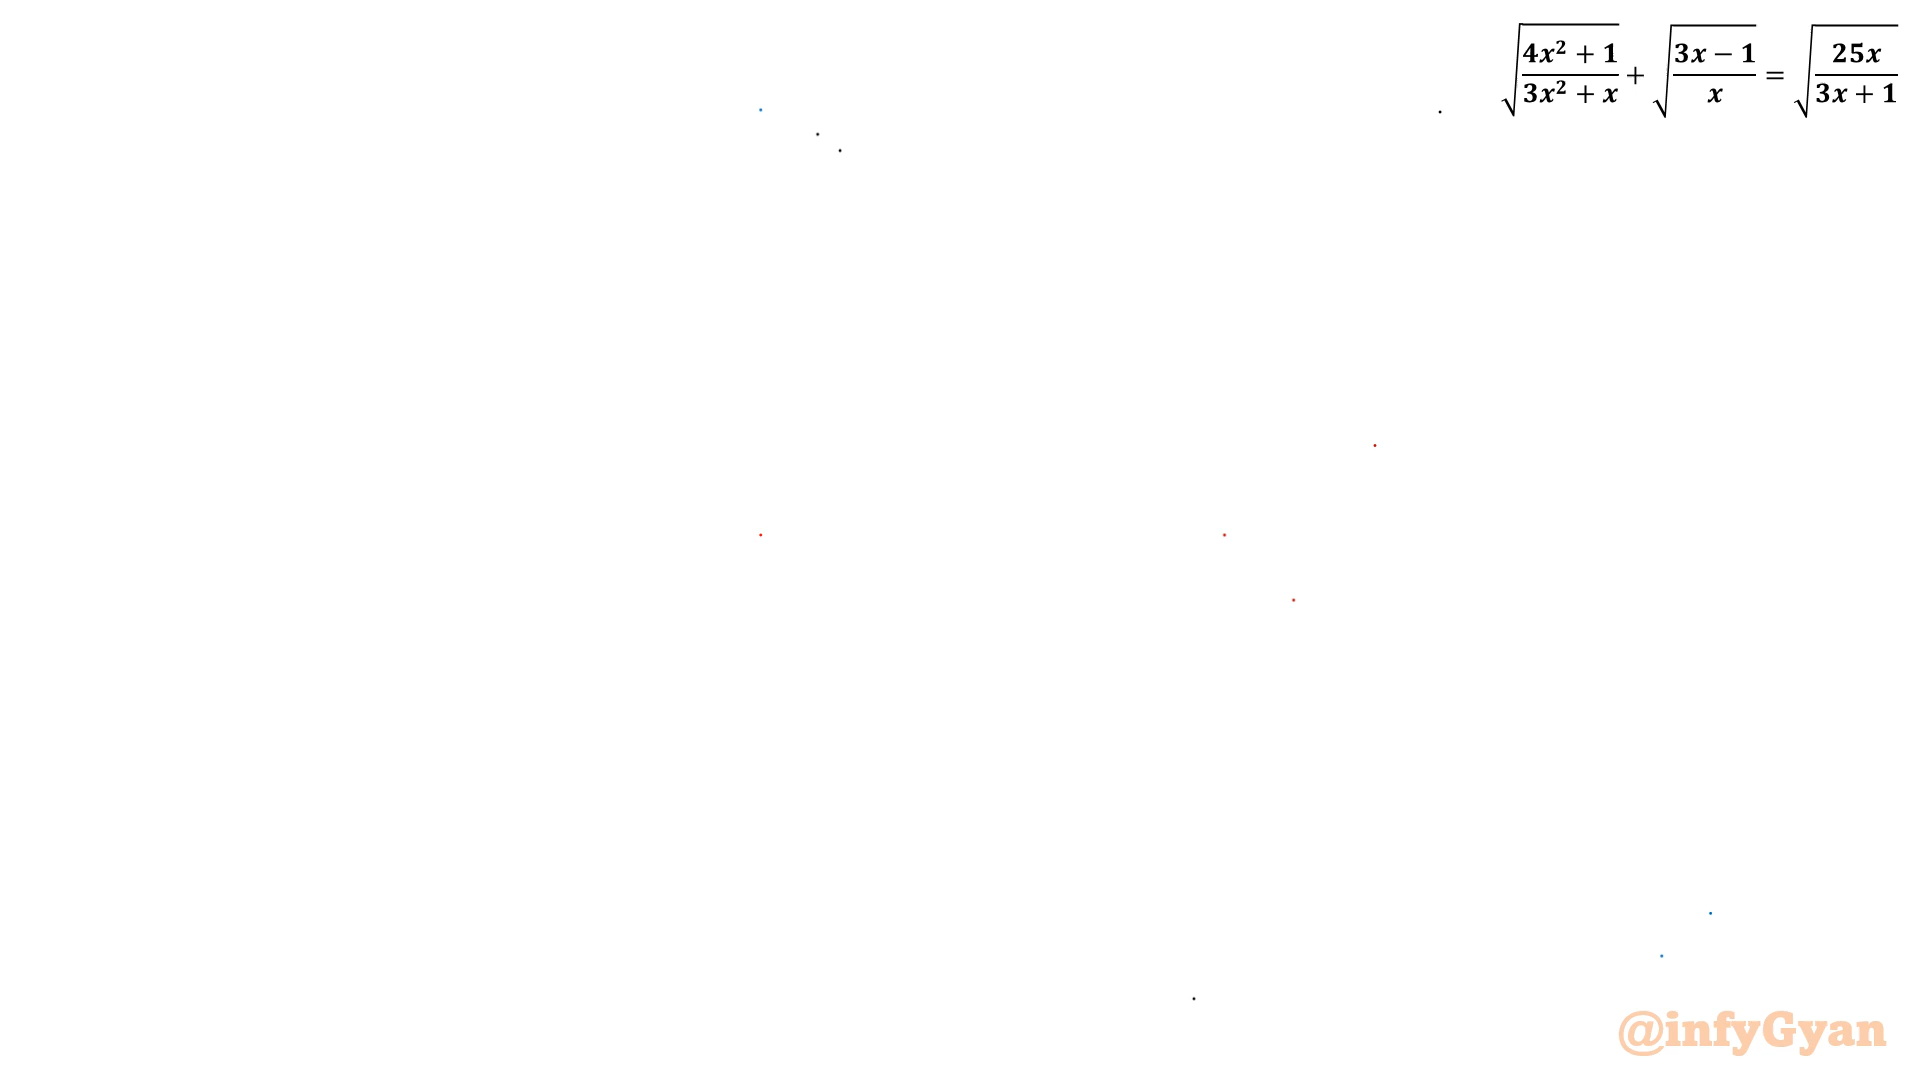 √((4x² + 1)/(3x² + x)) + √((3x − 1)/x) = √(25x/(3x + 1))
@infyGyan